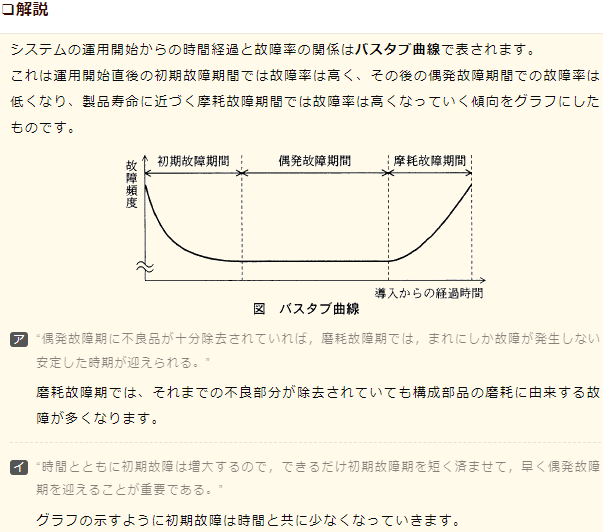 ❏解説
システムの運用開始からの時間経過と故障率の関係はバスタブ曲線で表されます。
これは運用開始直後の初期故障期間では故障率は高く、その後の偶発故障期間での故障率は
低くなり、製品寿命に近づく摩耗故障期間では故障率は高くなっていく傾向をグラフにした
ものです。
故障頻度
初期故障期間
偶発故障期間
摩耗故障期間
導入からの経過時間
図 バスタブ曲線
ア “偶発故障期に不良品が十分除去されていれば，磨耗故障期では，まれにしか故障が発生しない
安定した時期が迎えられる。”
磨耗故障期では、それまでの不良部分が除去されていても構成部品の磨耗に由来する故
障が多くなります。
イ “時間とともに初期故障は増大するので，できるだけ初期故障期を短く済ませて，早く偶発故障
期を迎えることが重要である。”
グラフの示すように初期故障は時間と共に少なくなっていきます。